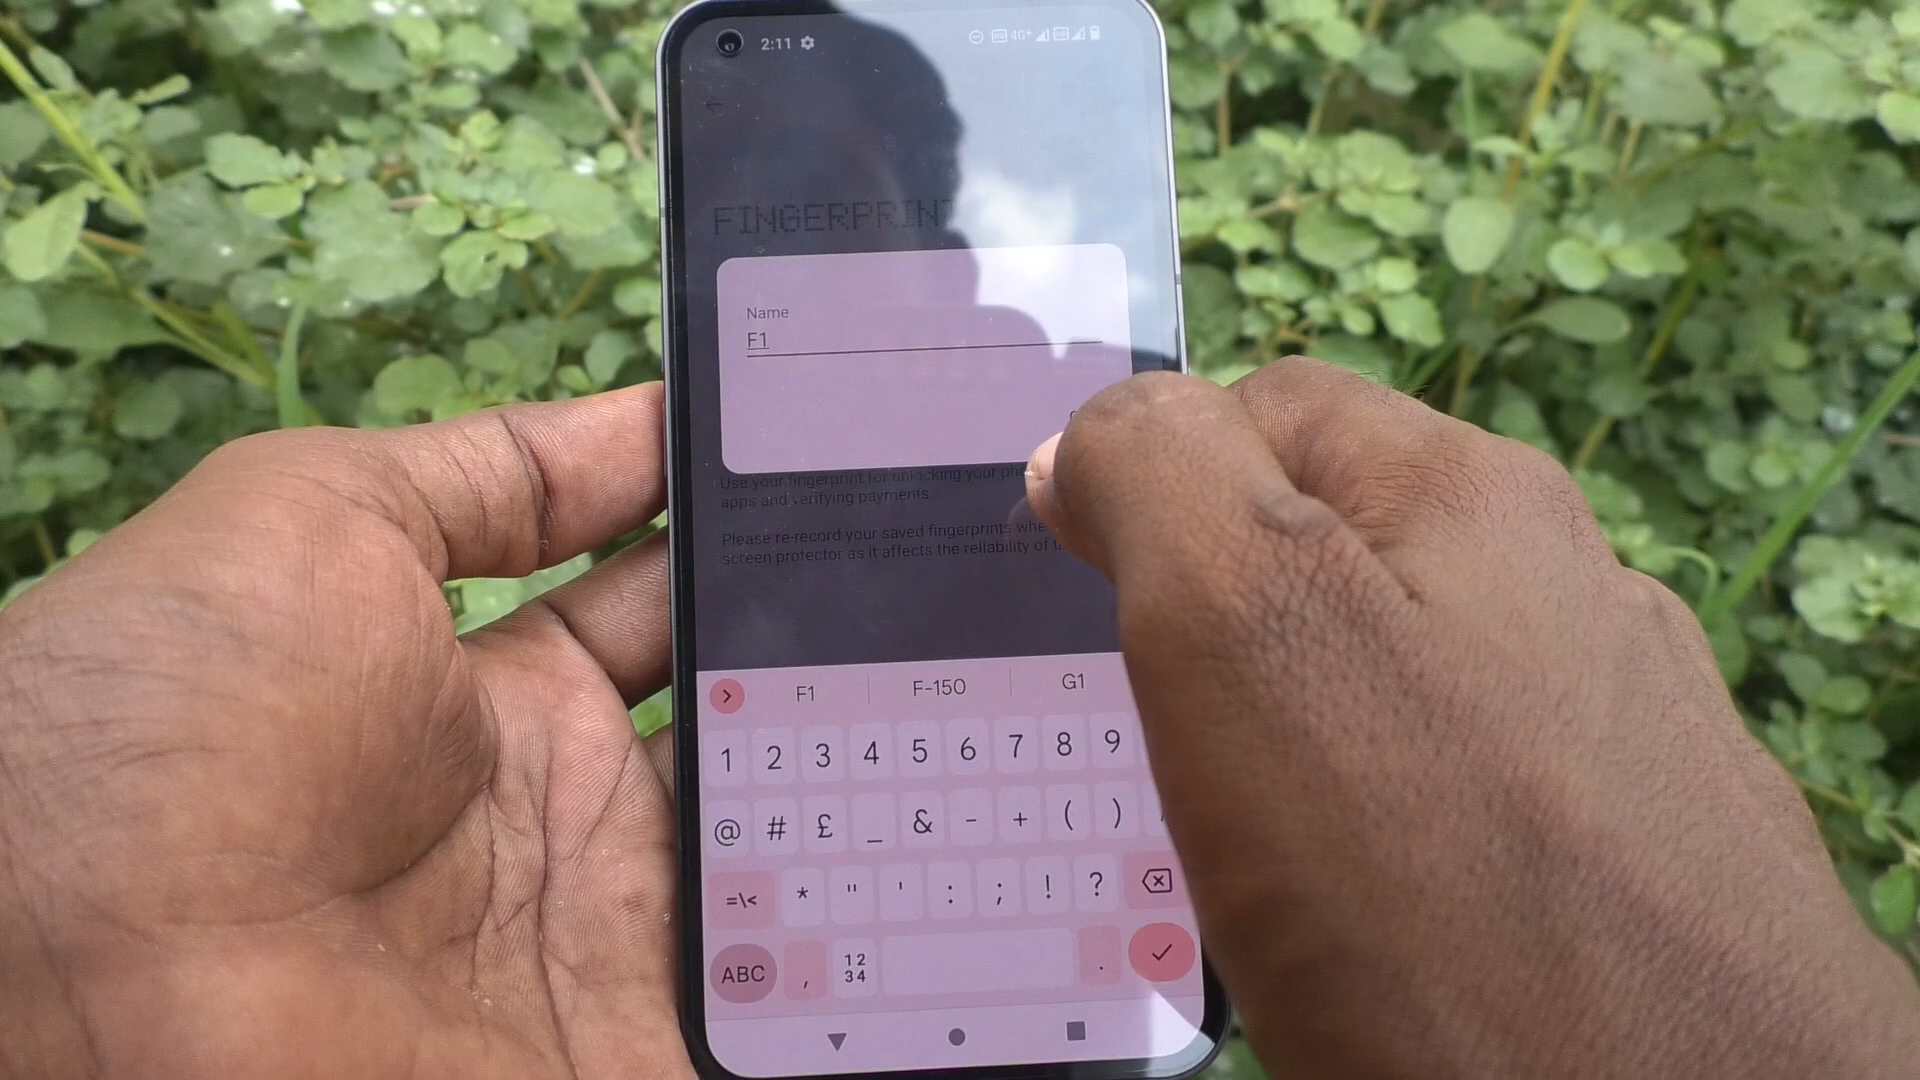 2:11
4G+
FINGERPRIN
Name
F1
Use your fingerprint for unlocking your
apps and verifying payments.
Please re-record your saved fingerprints
screen protector as it affects the reliability of
F1 F-150 G1
1 2 3 4 5 6 7 8 9
@ # £ _ & - + ( )
=\< * " ' : ; ! ?
ABC , 12 34 .